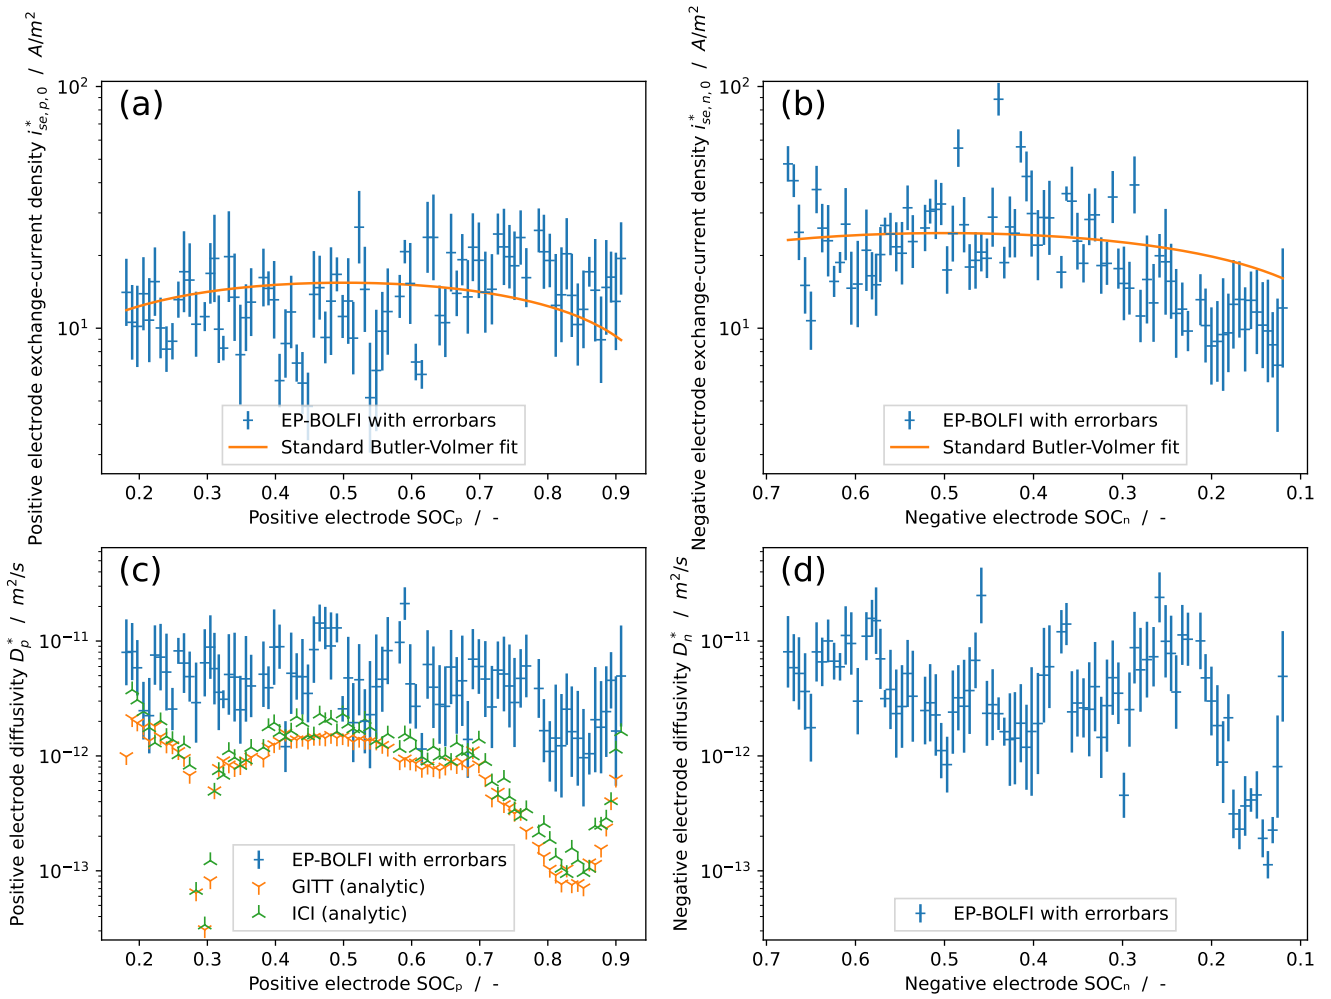 (a)
Positive electrode exchange-current density i*se,p,0 / A/m²
10²
10¹
EP-BOLFI with errorbars
Standard Butler-Volmer fit
0.2 0.3 0.4 0.5 0.6 0.7 0.8 0.9
Positive electrode SOCₚ / -
(b)
Negative electrode exchange-current density i*se,n,0 / A/m²
10²
10¹
EP-BOLFI with errorbars
Standard Butler-Volmer fit
0.7 0.6 0.5 0.4 0.3 0.2 0.1
Negative electrode SOCₙ / -
(c)
Positive electrode diffusivity Dp* / m²/s
10⁻¹¹
10⁻¹²
10⁻¹³
EP-BOLFI with errorbars
GITT (analytic)
ICI (analytic)
0.2 0.3 0.4 0.5 0.6 0.7 0.8 0.9
Positive electrode SOCₚ / -
(d)
Negative electrode diffusivity Dn* / m²/s
10⁻¹¹
10⁻¹²
10⁻¹³
EP-BOLFI with errorbars
0.7 0.6 0.5 0.4 0.3 0.2 0.1
Negative electrode SOCₙ / -